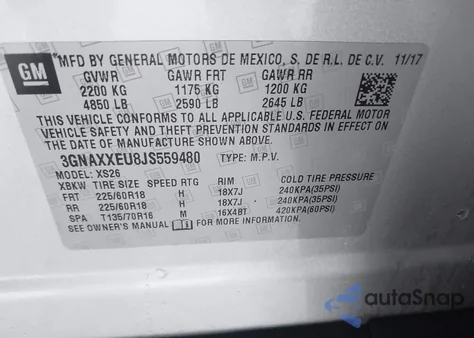 GM
MFD BY GENERAL MOTORS DE MEXICO, S. DE R.L. DE C.V. 11/17
GVWR GAWR FRT GAWR RR
2200 KG 1175 KG 1200 KG
4850 LB 2590 LB 2645 LB
THIS VEHICLE CONFORMS TO ALL APPLICABLE U.S. FEDERAL MOTOR
VEHICLE SAFETY AND THEFT PREVENTION STANDARDS IN EFFECT ON
THE DATE OF MANUFACTURE SHOWN ABOVE.
3GNAXXEU8JS559480 TYPE: M.P.V.
MODEL: XS26
XBKW TIRE SIZE SPEED RTG RIM COLD TIRE PRESSURE
FRT 225/60R18 H 18X7J 240KPA(35PSI)
RR 225/60R18 H 18X7J 240KPA(35PSI)
SPA T135/70R16 M 16X4BT 420KPA(60PSI)
SEE OWNER'S MANUAL i FOR MORE INFORMATION.
autoSnap